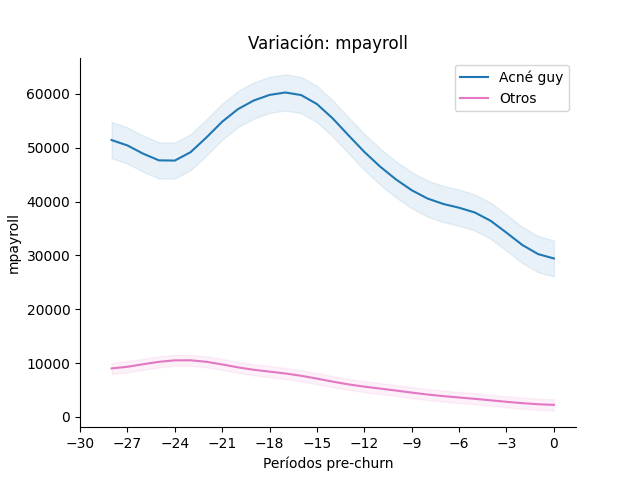 Variación: mpayroll
Acné guy
Otros
mpayroll
60000
50000
40000
30000
20000
10000
0
−30 −27 −24 −21 −18 −15 −12 −9 −6 −3 0
Períodos pre-churn